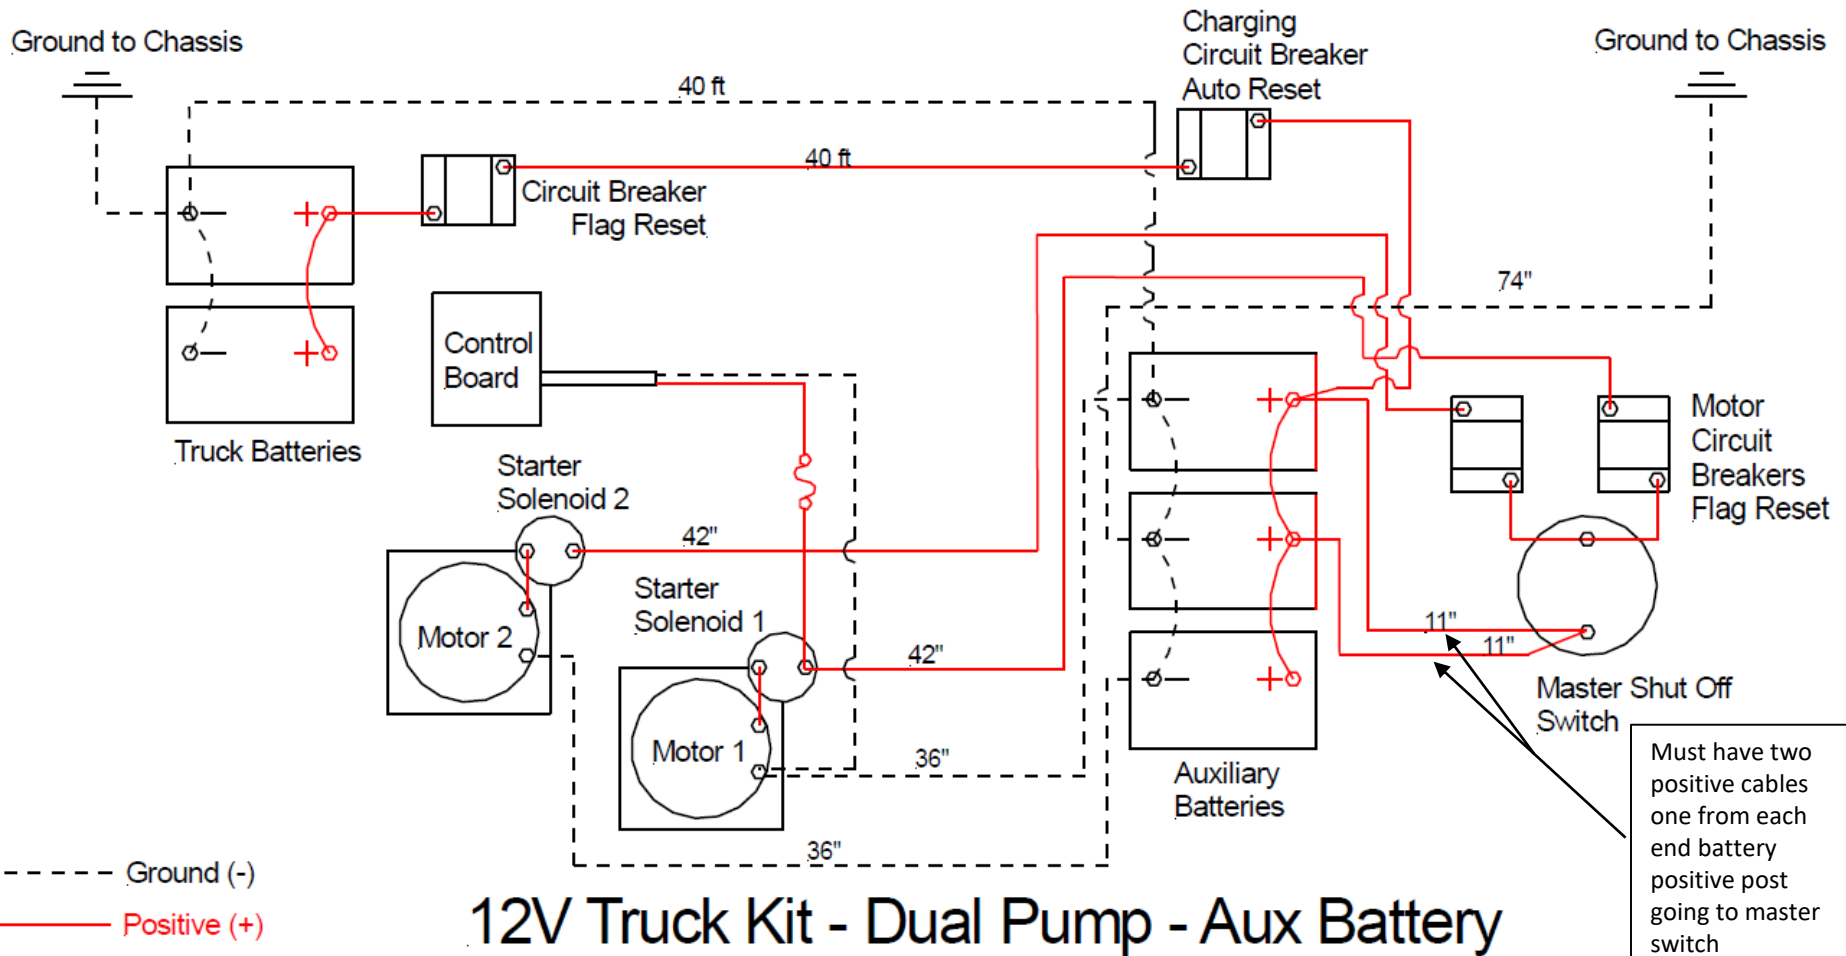 Ground to Chassis
Charging
Circuit Breaker
Auto Reset
Ground to Chassis
40 ft
40 ft
Circuit Breaker
Flag Reset
74"
Control
Board
Truck Batteries
Motor
Circuit
Breakers
Flag Reset
Starter
Solenoid 2
42"
Starter
Solenoid 1
Motor 2
42"
11"
11"
Master Shut Off
Switch
Motor 1
36"
Auxiliary
Batteries
36"
Must have two
positive cables
one from each
end battery
positive post
going to master
switch
Ground (-)
Positive (+)
12V Truck Kit - Dual Pump - Aux Battery